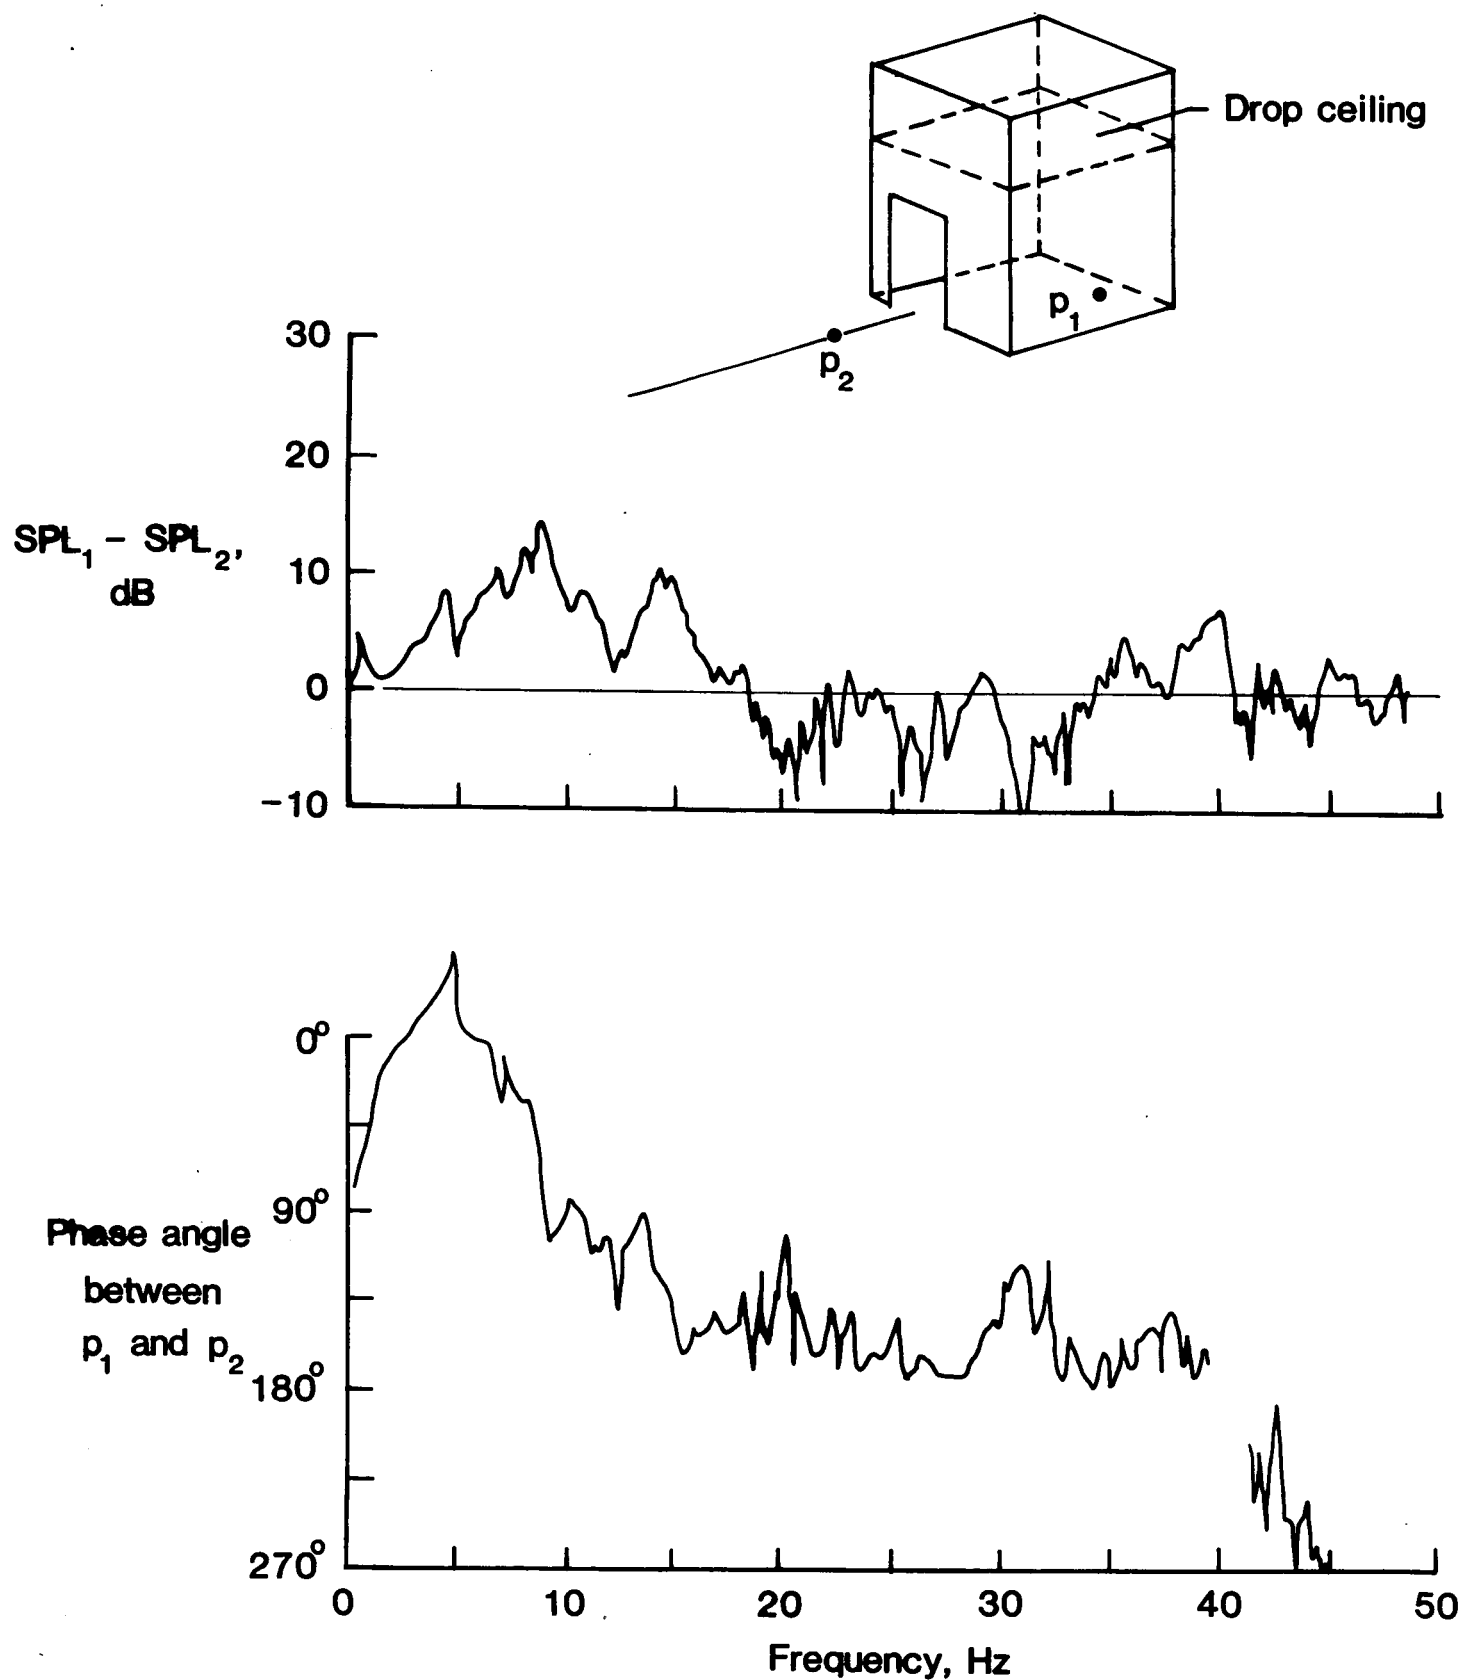 Drop ceiling
p1
p2
30
20
10
0
−10
SPL1 − SPL2,
dB
0°
90°
180°
270°
Phase angle
between
p1 and p2
0 10 20 30 40 50
Frequency, Hz